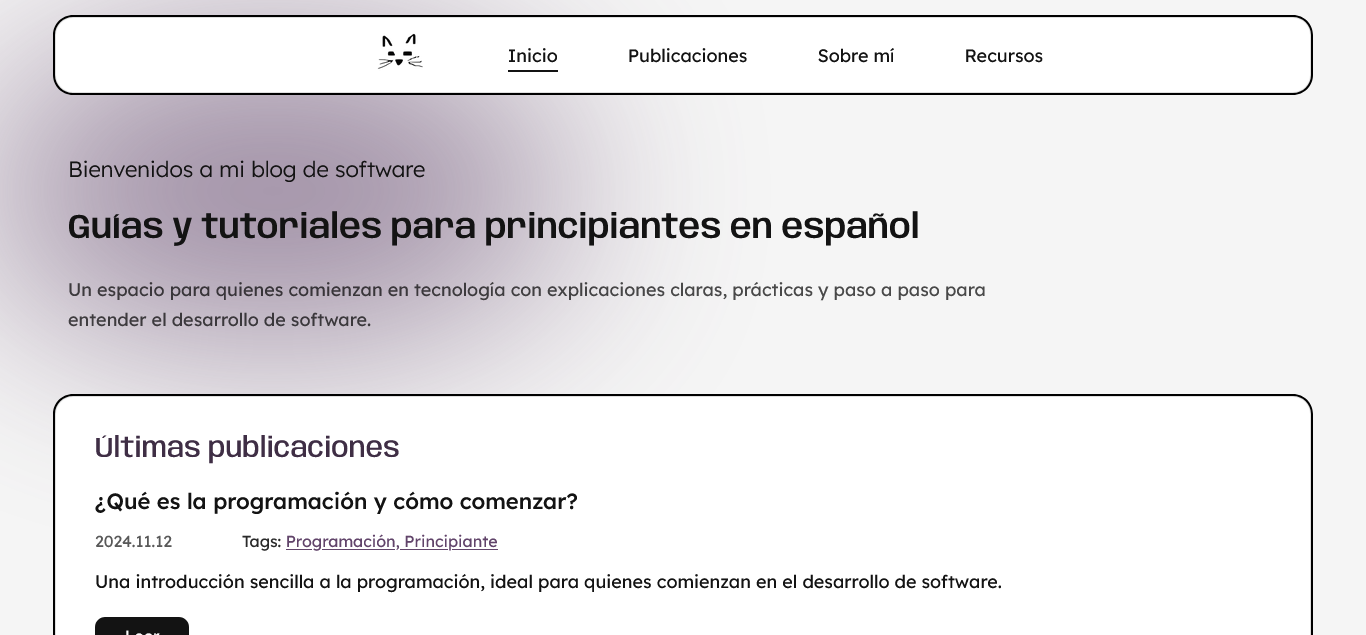 Inicio Publicaciones Sobre mí Recursos
Bienvenidos a mi blog de software
Guías y tutoriales para principiantes en español
Un espacio para quienes comienzan en tecnología con explicaciones claras, prácticas y paso a paso para
entender el desarrollo de software.
Últimas publicaciones
¿Qué es la programación y cómo comenzar?
2024.11.12 Tags: Programación, Principiante
Una introducción sencilla a la programación, ideal para quienes comienzan en el desarrollo de software.
Leer